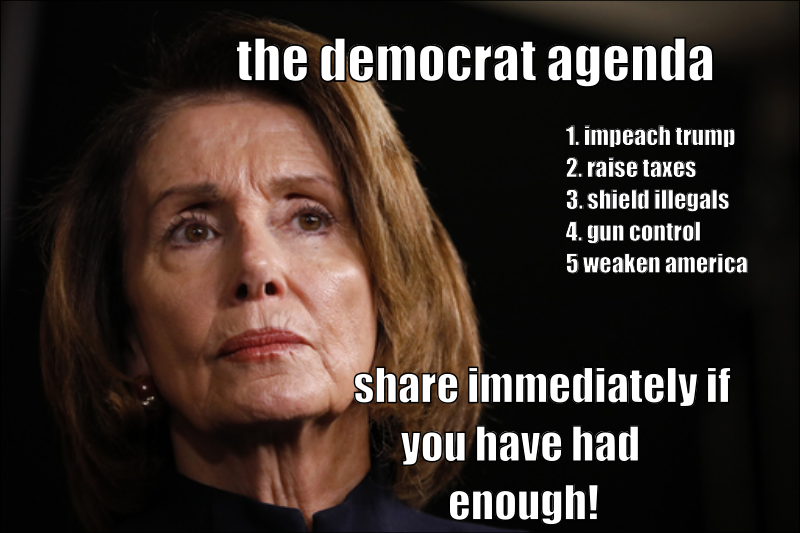 the democrat agenda
1. impeach trump
2. raise taxes
3. shield illegals
4. gun control
5 weaken america
share immediately if
you have had
enough!